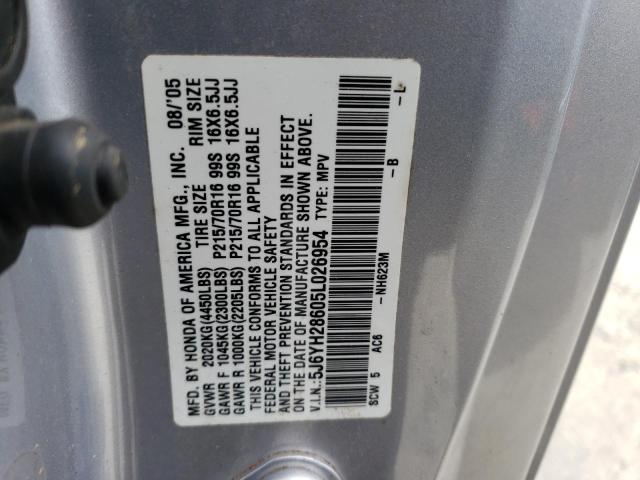 MFD. BY HONDA OF AMERICA MFG., INC. 08/'05
TIRE SIZE RIM SIZE
GVWR 2020KG(4450LBS)
GAWR F 1045KG(2300LBS) P215/70R16 99S 16X6.5JJ
GAWR R 1000KG(2205LBS) P215/70R16 99S 16X6.5JJ
THIS VEHICLE CONFORMS TO ALL APPLICABLE
FEDERAL MOTOR VEHICLE SAFETY
AND THEFT PREVENTION STANDARDS IN EFFECT
ON THE DATE OF MANUFACTURE SHOWN ABOVE.
V.I.N.:5J6YH28605L026954 TYPE: MPV
SCW 5 AC6 -NH623M -B -L